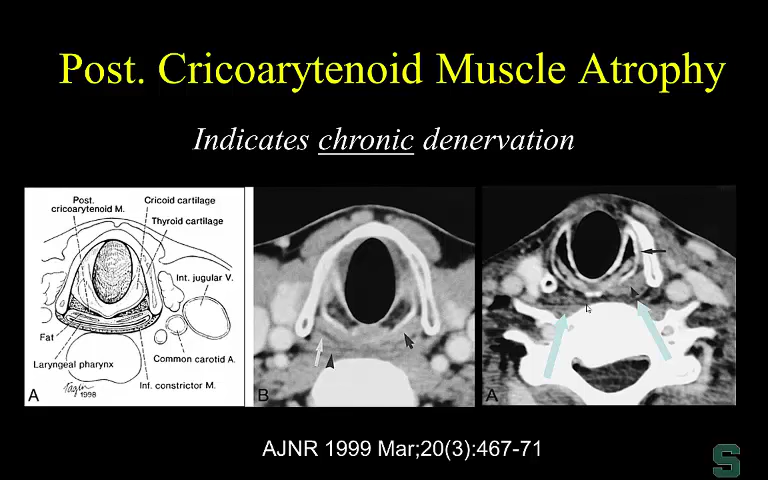 Post. Cricoarytenoid Muscle Atrophy
Indicates chronic denervation
Post.
cricoarytenoid M.
Cricoid cartilage
Thyroid cartilage
Int. jugular V.
Fat
Laryngeal pharynx
Common carotid A.
Inf. constrictor M.
1998
A
B
A
AJNR 1999 Mar;20(3):467-71
S